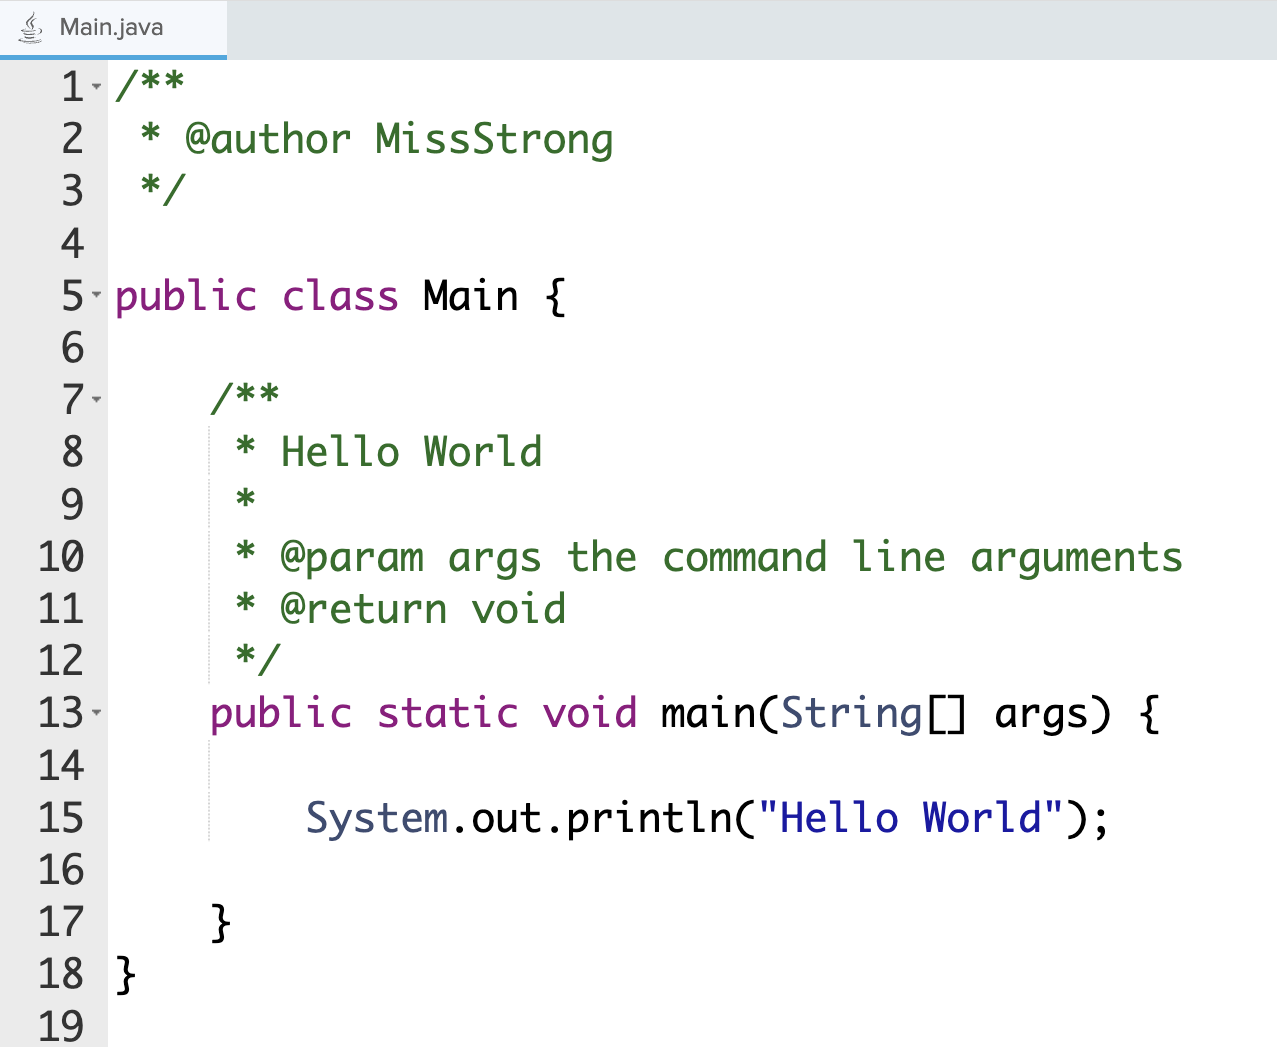 Main.java
1 /**
2  * @author MissStrong
3  */
4
5 public class Main {
6
7     /**
8      * Hello World
9      *
10      * @param args the command line arguments
11      * @return void
12      */
13     public static void main(String[] args) {
14
15         System.out.println("Hello World");
16
17     }
18 }
19